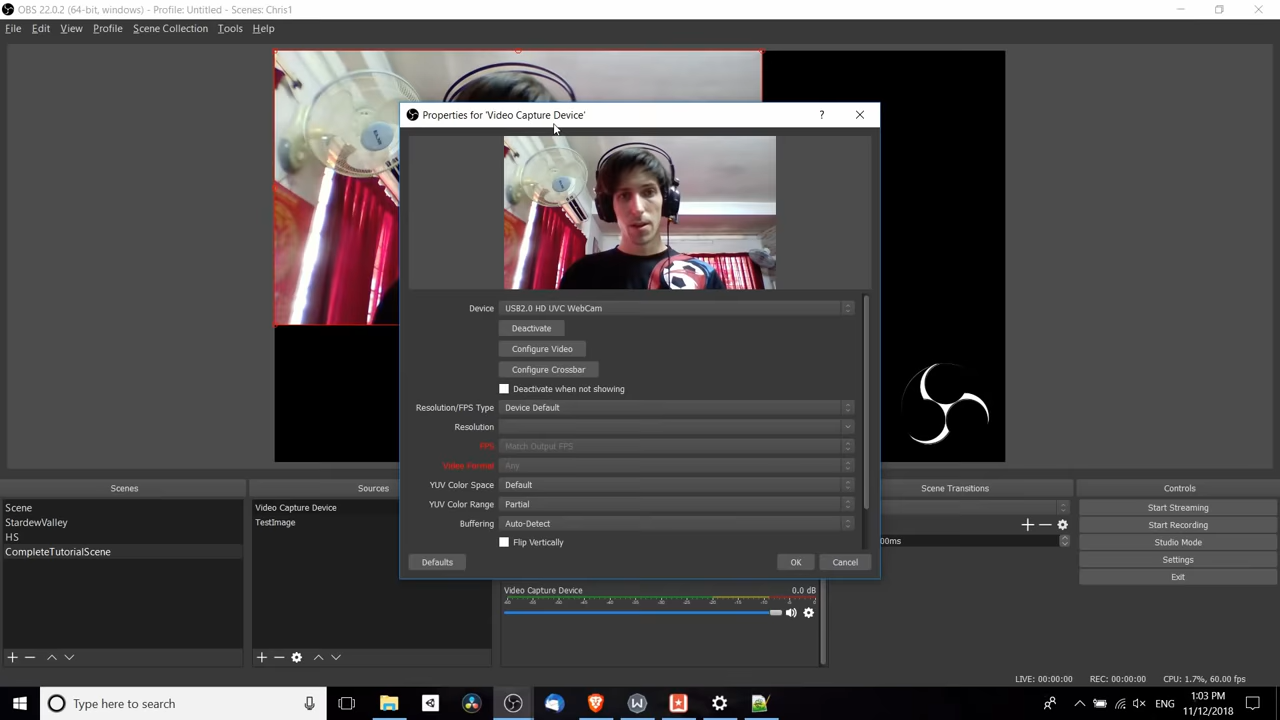 OBS 22.0.2 (64-bit, windows) - Profile: Untitled - Scenes: Chris1
File Edit View Profile Scene Collection Tools Help
Properties for 'Video Capture Device'
?
Device USB2.0 HD UVC WebCam
Deactivate
Configure Video
Configure Crossbar
Deactivate when not showing
Resolution/FPS Type Device Default
Resolution
FPS Match Output FPS
Video Format Any
YUV Color Space Default
YUV Color Range Partial
Buffering Auto-Detect
Flip Vertically
Defaults OK Cancel
Scenes
Scene
StardewValley
HS
CompleteTutorialScene
Sources
Video Capture Device
TestImage
Video Capture Device 0.0 dB
Scene Transitions
00ms
Controls
Start Streaming
Start Recording
Studio Mode
Settings
Exit
LIVE: 00:00:00 REC: 00:00:00 CPU: 1.7%, 60.00 fps
Type here to search
ENG
1:03 PM
11/12/2018